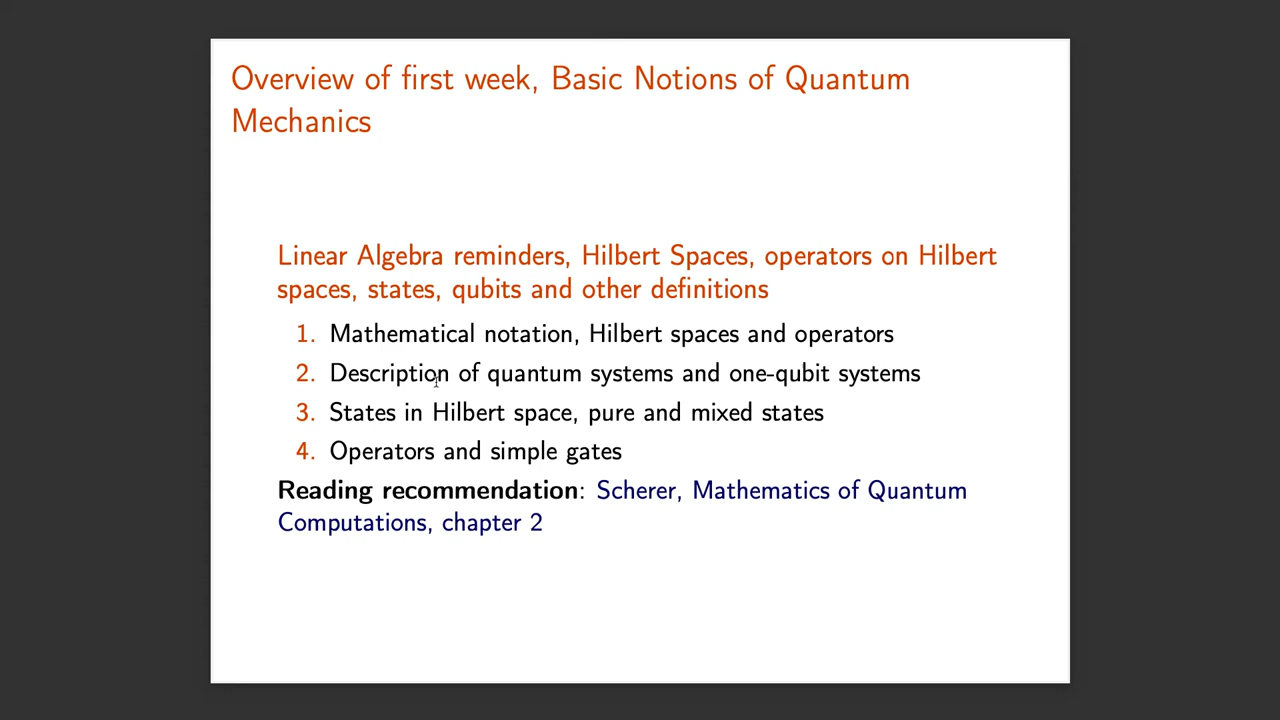 Overview of first week, Basic Notions of Quantum
Mechanics
Linear Algebra reminders, Hilbert Spaces, operators on Hilbert
spaces, states, qubits and other definitions
1. Mathematical notation, Hilbert spaces and operators
2. Description of quantum systems and one-qubit systems
3. States in Hilbert space, pure and mixed states
4. Operators and simple gates
Reading recommendation: Scherer, Mathematics of Quantum
Computations, chapter 2